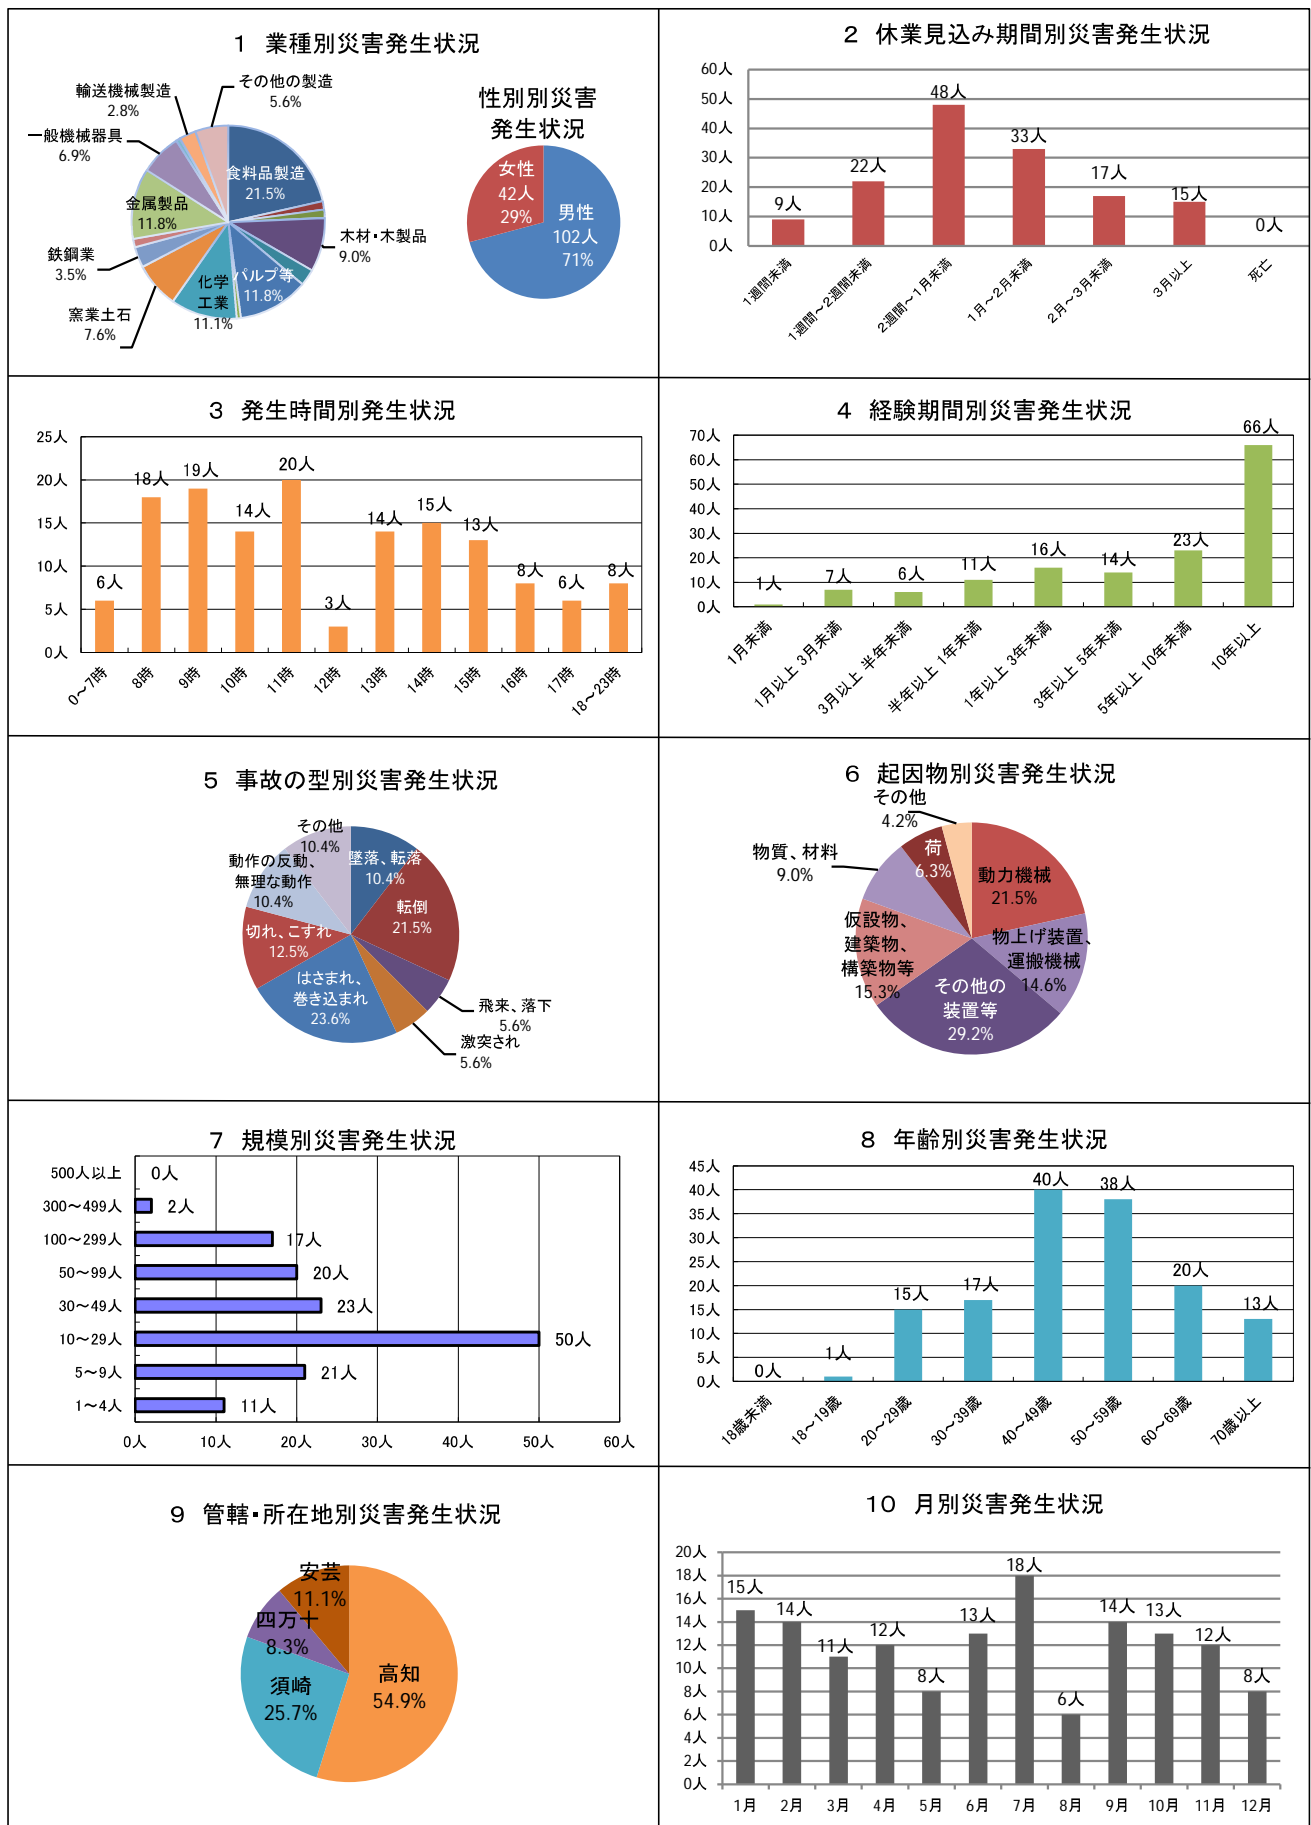 1 業種別災害発生状況
輸送機械製造
2.8%
その他の製造
5.6%
一般機械器具
6.9%
食料品製造
21.5%
金属製品
11.8%
木材・木製品
9.0%
鉄鋼業
3.5%
化学
工業
11.1%
パルプ等
11.8%
窯業土石
7.6%
性別別災害
発生状況
女性
42人
29%
男性
102人
71%
2 休業見込み期間別災害発生状況
60人
50人
40人
30人
20人
10人
0人
9人
22人
48人
33人
17人
15人
0人
1週間未満
1週間～2週間未満
2週間～1月未満
1月～2月未満
2月～3月未満
3月以上
死亡
3 発生時間別発生状況
25人
20人
15人
10人
5人
0人
6人
18人
19人
14人
20人
3人
14人
15人
13人
8人
6人
8人
0～7時
8時
9時
10時
11時
12時
13時
14時
15時
16時
17時
18～23時
4 経験期間別災害発生状況
70人
60人
50人
40人
30人
20人
10人
0人
1人
7人
6人
11人
16人
14人
23人
66人
1月未満
1月以上 3月未満
3月以上 半年未満
半年以上 1年未満
1年以上 3年未満
3年以上 5年未満
5年以上 10年未満
10年以上
5 事故の型別災害発生状況
その他
10.4%
墜落、転落
10.4%
動作の反動、
無理な動作
10.4%
転倒
21.5%
切れ、こすれ
12.5%
はさまれ、
巻き込まれ
23.6%
飛来、落下
5.6%
激突され
5.6%
6 起因物別災害発生状況
その他
4.2%
物質、材料
9.0%
荷
6.3%
動力機械
21.5%
仮設物、
建築物、
構築物等
15.3%
物上げ装置、
運搬機械
14.6%
その他の
装置等
29.2%
7 規模別災害発生状況
500人以上
0人
300～499人
2人
100～299人
17人
50～99人
20人
30～49人
23人
10～29人
50人
5～9人
21人
1～4人
11人
0人
10人
20人
30人
40人
50人
60人
8 年齢別災害発生状況
45人
40人
35人
30人
25人
20人
15人
10人
5人
0人
0人
1人
15人
17人
40人
38人
20人
13人
18歳未満
18～19歳
20～29歳
30～39歳
40～49歳
50～59歳
60～69歳
70歳以上
9 管轄・所在地別災害発生状況
安芸
11.1%
四万十
8.3%
須崎
25.7%
高知
54.9%
10 月別災害発生状況
20人
18人
16人
14人
12人
10人
8人
6人
4人
2人
0人
15人
14人
11人
12人
8人
13人
18人
6人
14人
13人
12人
8人
1月
2月
3月
4月
5月
6月
7月
8月
9月
10月
11月
12月